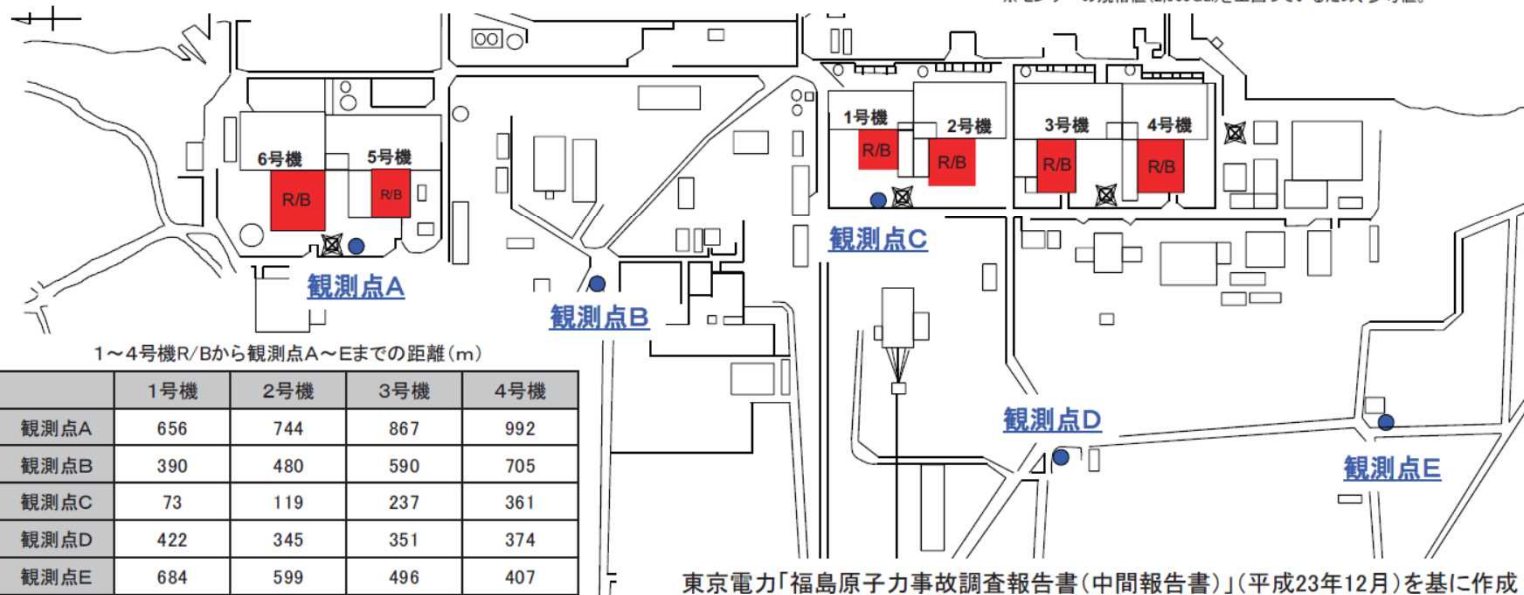 1号機
2号機
3号機
4号機
6号機
5号機
R/B
R/B
R/B
R/B
R/B
R/B
観測点C
観測点A
観測点B
1～4号機R/Bから観測点A～Eまでの距離(m)
1号機 2号機 3号機 4号機
観測点A 656 744 867 992
観測点B 390 480 590 705
観測点C 73 119 237 361
観測点D 422 345 351 374
観測点E 684 599 496 407
観測点D
観測点E
東京電力「福島原子力事故調査報告書(中間報告書)」(平成23年12月)を基に作成